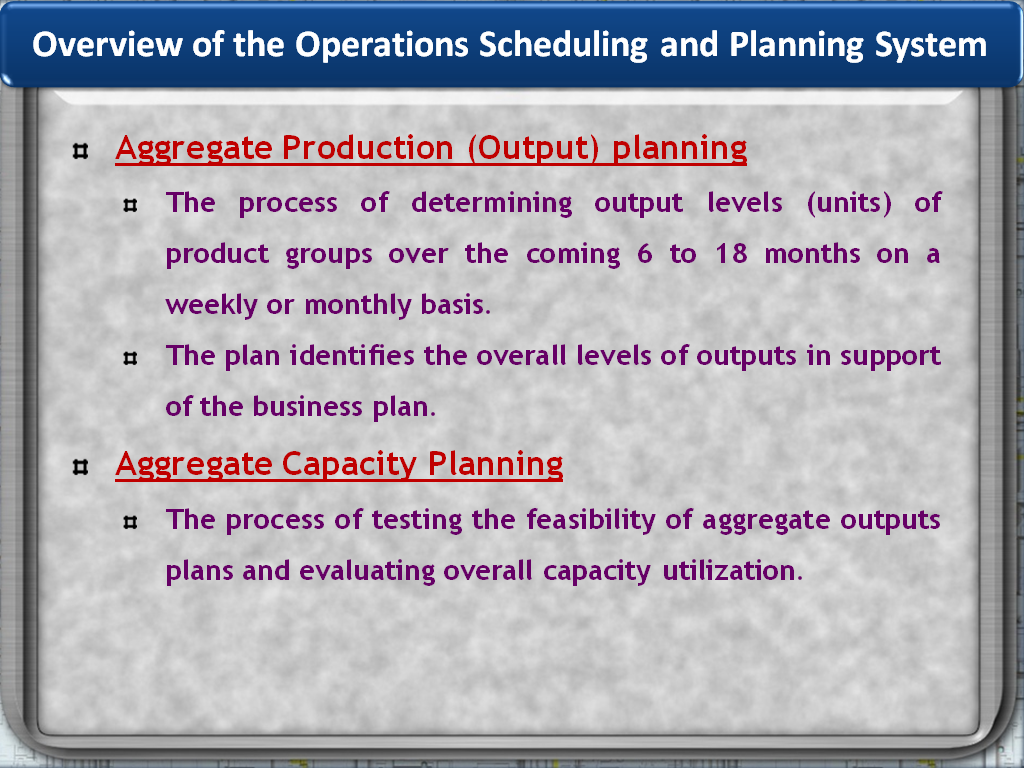 Overview of the Operations Scheduling and Planning System
Aggregate Production (Output) planning
The process of determining output levels (units) of
product groups over the coming 6 to 18 months on a
weekly or monthly basis.
The plan identifies the overall levels of outputs in support
of the business plan.
Aggregate Capacity Planning
The process of testing the feasibility of aggregate outputs
plans and evaluating overall capacity utilization.